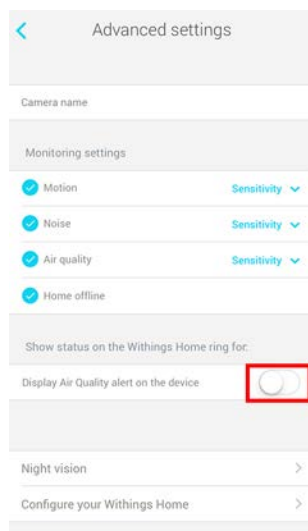 Advanced settings
Camera name
Monitoring settings
Motion Sensitivity
Noise Sensitivity
Air quality Sensitivity
Home offline
Show status on the Withings Home ring for:
Display Air Quality alert on the device
Night vision
Configure your Withings Home